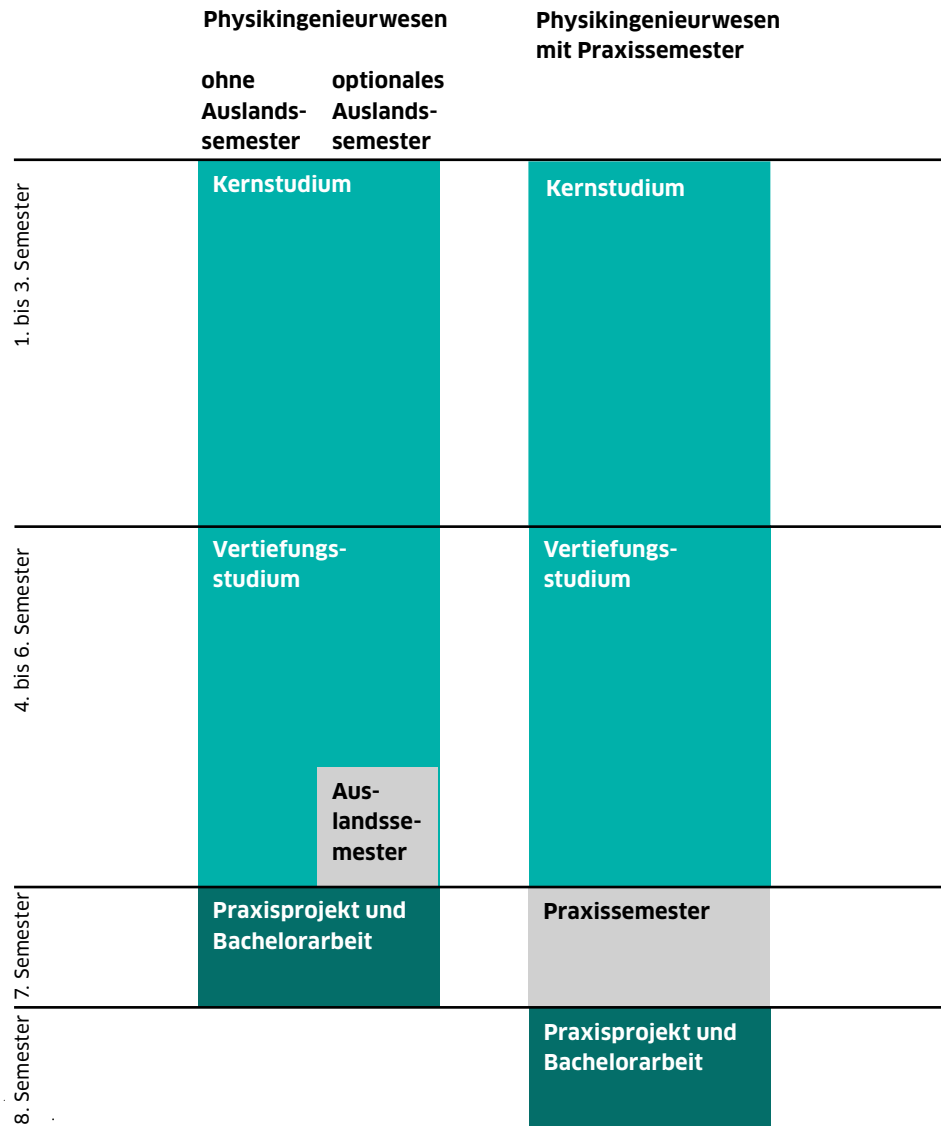 Physikingenieurwesen
Physikingenieurwesen
mit Praxissemester
ohne
Auslands-
semester
optionales
Auslands-
semester
1. bis 3. Semester
Kernstudium
Kernstudium
4. bis 6. Semester
Vertiefungs-
studium
Vertiefungs-
studium
Aus-
landsse-
mester
7. Semester
Praxisprojekt und
Bachelorarbeit
Praxissemester
8. Semester
Praxisprojekt und
Bachelorarbeit